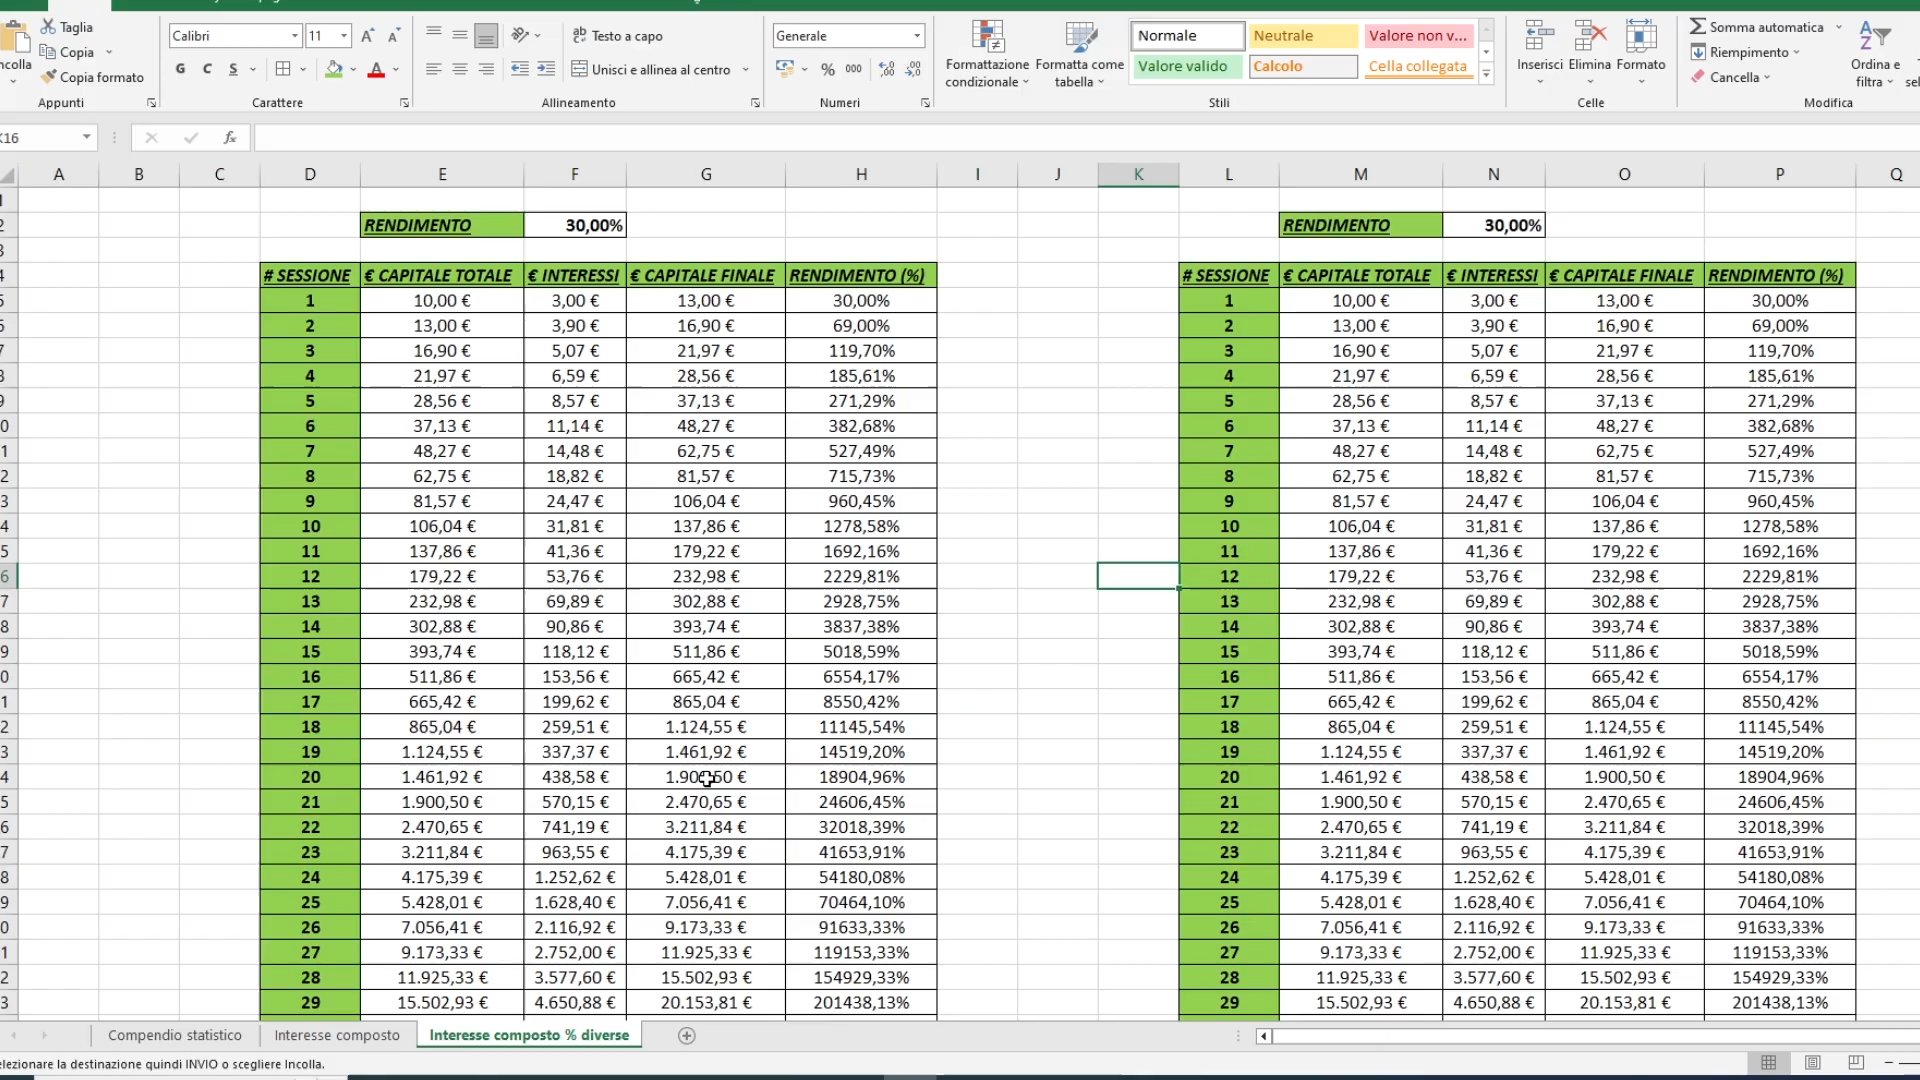 Taglia
Copia
Copia formato
Appunti
Calibri 11
G C S
Carattere
Testo a capo
Unisci e allinea al centro
Allineamento
Generale
% 000
Numeri
Formattazione condizionale
Formatta come tabella
Normale Neutrale Valore non v...
Valore valido Calcolo Cella collegata
Stili
Inserisci Elimina Formato
Celle
Somma automatica
Riempimento
Cancella
Ordina e filtra
Modifica
K16 fx
A B C D E F G H I J K L M N O P Q
RENDIMENTO 30,00% RENDIMENTO 30,00%
# SESSIONE € CAPITALE TOTALE € INTERESSI € CAPITALE FINALE RENDIMENTO (%) # SESSIONE € CAPITALE TOTALE € INTERESSI € CAPITALE FINALE RENDIMENTO (%)
1 10,00 € 3,00 € 13,00 € 30,00% 1 10,00 € 3,00 € 13,00 € 30,00%
2 13,00 € 3,90 € 16,90 € 69,00% 2 13,00 € 3,90 € 16,90 € 69,00%
3 16,90 € 5,07 € 21,97 € 119,70% 3 16,90 € 5,07 € 21,97 € 119,70%
4 21,97 € 6,59 € 28,56 € 185,61% 4 21,97 € 6,59 € 28,56 € 185,61%
5 28,56 € 8,57 € 37,13 € 271,29% 5 28,56 € 8,57 € 37,13 € 271,29%
6 37,13 € 11,14 € 48,27 € 382,68% 6 37,13 € 11,14 € 48,27 € 382,68%
7 48,27 € 14,48 € 62,75 € 527,49% 7 48,27 € 14,48 € 62,75 € 527,49%
8 62,75 € 18,82 € 81,57 € 715,73% 8 62,75 € 18,82 € 81,57 € 715,73%
9 81,57 € 24,47 € 106,04 € 960,45% 9 81,57 € 24,47 € 106,04 € 960,45%
10 106,04 € 31,81 € 137,86 € 1278,58% 10 106,04 € 31,81 € 137,86 € 1278,58%
11 137,86 € 41,36 € 179,22 € 1692,16% 11 137,86 € 41,36 € 179,22 € 1692,16%
12 179,22 € 53,76 € 232,98 € 2229,81% 12 179,22 € 53,76 € 232,98 € 2229,81%
13 232,98 € 69,89 € 302,88 € 2928,75% 13 232,98 € 69,89 € 302,88 € 2928,75%
14 302,88 € 90,86 € 393,74 € 3837,38% 14 302,88 € 90,86 € 393,74 € 3837,38%
15 393,74 € 118,12 € 511,86 € 5018,59% 15 393,74 € 118,12 € 511,86 € 5018,59%
16 511,86 € 153,56 € 665,42 € 6554,17% 16 511,86 € 153,56 € 665,42 € 6554,17%
17 665,42 € 199,62 € 865,04 € 8550,42% 17 665,42 € 199,62 € 865,04 € 8550,42%
18 865,04 € 259,51 € 1.124,55 € 11145,54% 18 865,04 € 259,51 € 1.124,55 € 11145,54%
19 1.124,55 € 337,37 € 1.461,92 € 14519,20% 19 1.124,55 € 337,37 € 1.461,92 € 14519,20%
20 1.461,92 € 438,58 € 1.900,50 € 18904,96% 20 1.461,92 € 438,58 € 1.900,50 € 18904,96%
21 1.900,50 € 570,15 € 2.470,65 € 24606,45% 21 1.900,50 € 570,15 € 2.470,65 € 24606,45%
22 2.470,65 € 741,19 € 3.211,84 € 32018,39% 22 2.470,65 € 741,19 € 3.211,84 € 32018,39%
23 3.211,84 € 963,55 € 4.175,39 € 41653,91% 23 3.211,84 € 963,55 € 4.175,39 € 41653,91%
24 4.175,39 € 1.252,62 € 5.428,01 € 54180,08% 24 4.175,39 € 1.252,62 € 5.428,01 € 54180,08%
25 5.428,01 € 1.628,40 € 7.056,41 € 70464,10% 25 5.428,01 € 1.628,40 € 7.056,41 € 70464,10%
26 7.056,41 € 2.116,92 € 9.173,33 € 91633,33% 26 7.056,41 € 2.116,92 € 9.173,33 € 91633,33%
27 9.173,33 € 2.752,00 € 11.925,33 € 119153,33% 27 9.173,33 € 2.752,00 € 11.925,33 € 119153,33%
28 11.925,33 € 3.577,60 € 15.502,93 € 154929,33% 28 11.925,33 € 3.577,60 € 15.502,93 € 154929,33%
29 15.502,93 € 4.650,88 € 20.153,81 € 201438,13% 29 15.502,93 € 4.650,88 € 20.153,81 € 201438,13%
Compendio statistico Interesse composto Interesse composto % diverse
elezionare la destinazione quindi INVIO o scegliere Incolla.